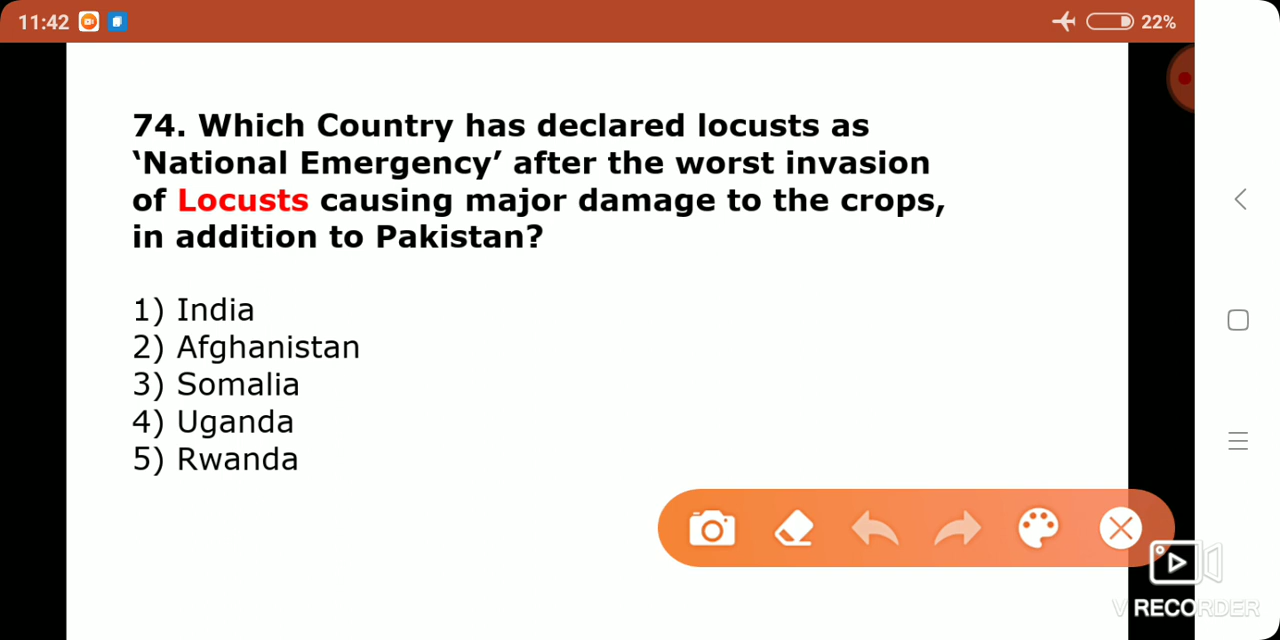 11:42
22%
74. Which Country has declared locusts as
‘National Emergency’ after the worst invasion
of Locusts causing major damage to the crops,
in addition to Pakistan?
1) India
2) Afghanistan
3) Somalia
4) Uganda
5) Rwanda
V RECORDER